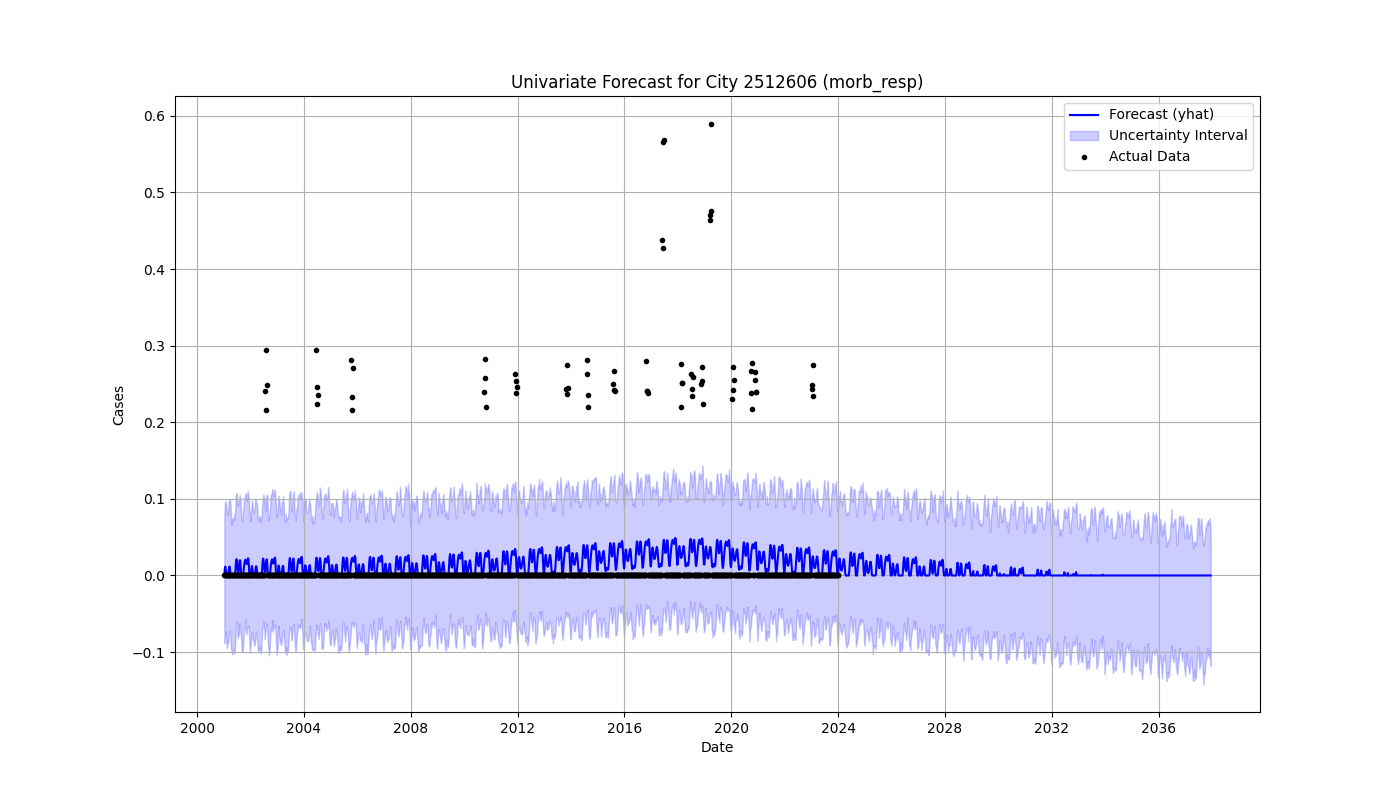 Univariate Forecast for City 2512606 (morb_resp)
Forecast (yhat)
Uncertainty Interval
Actual Data
Cases
0.6
0.5
0.4
0.3
0.2
0.1
0.0
−0.1
2000 2004 2008 2012 2016 2020 2024 2028 2032 2036
Date